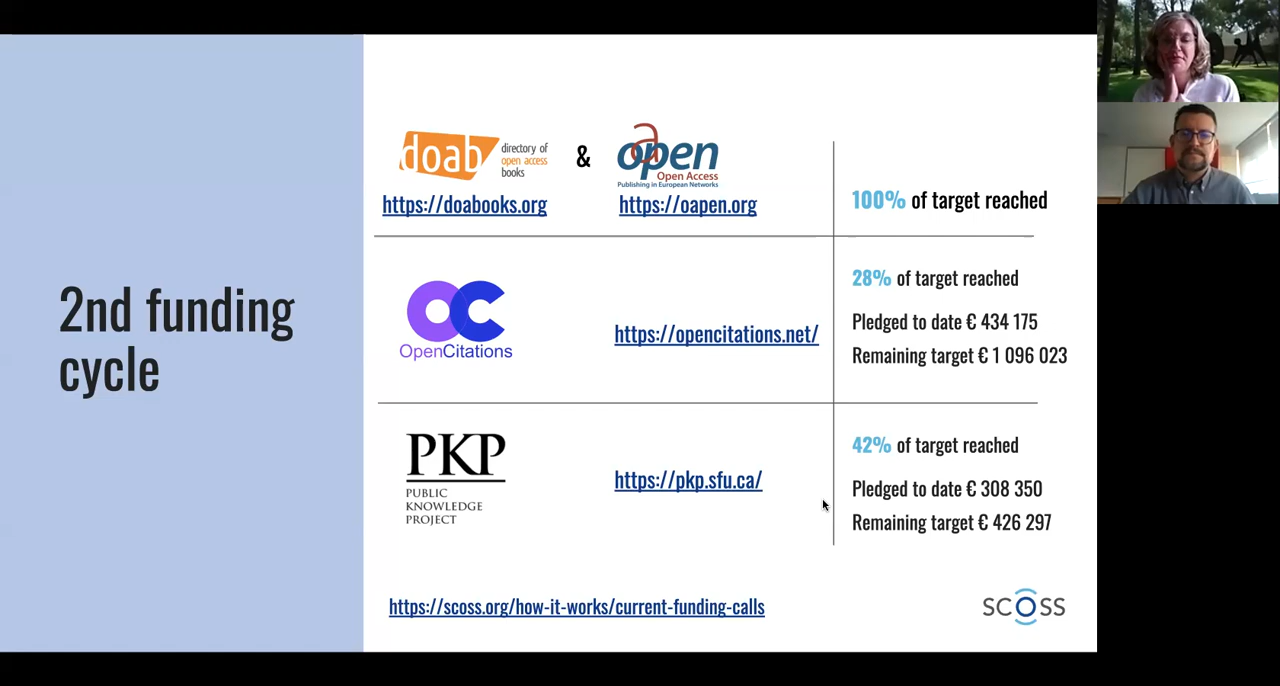 2nd funding
cycle
doab
directory of
open access
books
&
oapen
Open Access
Publishing in European Networks
https://doabooks.org
https://oapen.org
100% of target reached
OpenCitations
https://opencitations.net/
28% of target reached
Pledged to date € 434 175
Remaining target € 1 096 023
PKP
PUBLIC
KNOWLEDGE
PROJECT
https://pkp.sfu.ca/
42% of target reached
Pledged to date € 308 350
Remaining target € 426 297
https://scoss.org/how-it-works/current-funding-calls
SCOSS